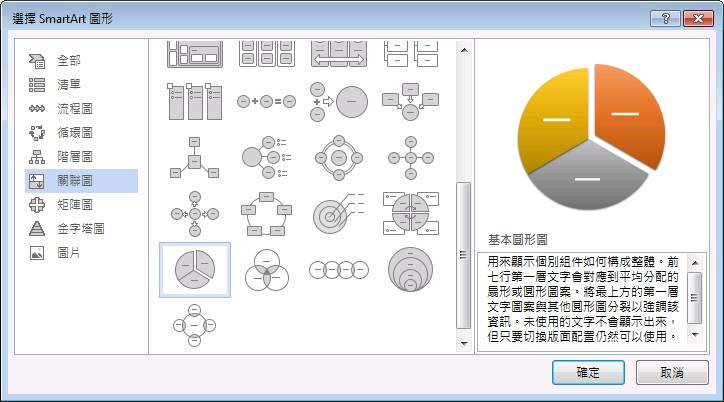 選擇 SmartArt 圖形
全部
清單
流程圖
循環圖
階層圖
關聯圖
矩陣圖
金字塔圖
圖片
基本圓形圖
用來顯示個別組件如何構成整體。前
七行第一層文字會對應到平均分配的
扇形或圓形圖案。將最上方的第一層
文字圖案與其他圓形圖分裂以強調該
資訊。未使用的文字不會顯示出來，
但只要切換版面配置仍然可以使用。
確定
取消